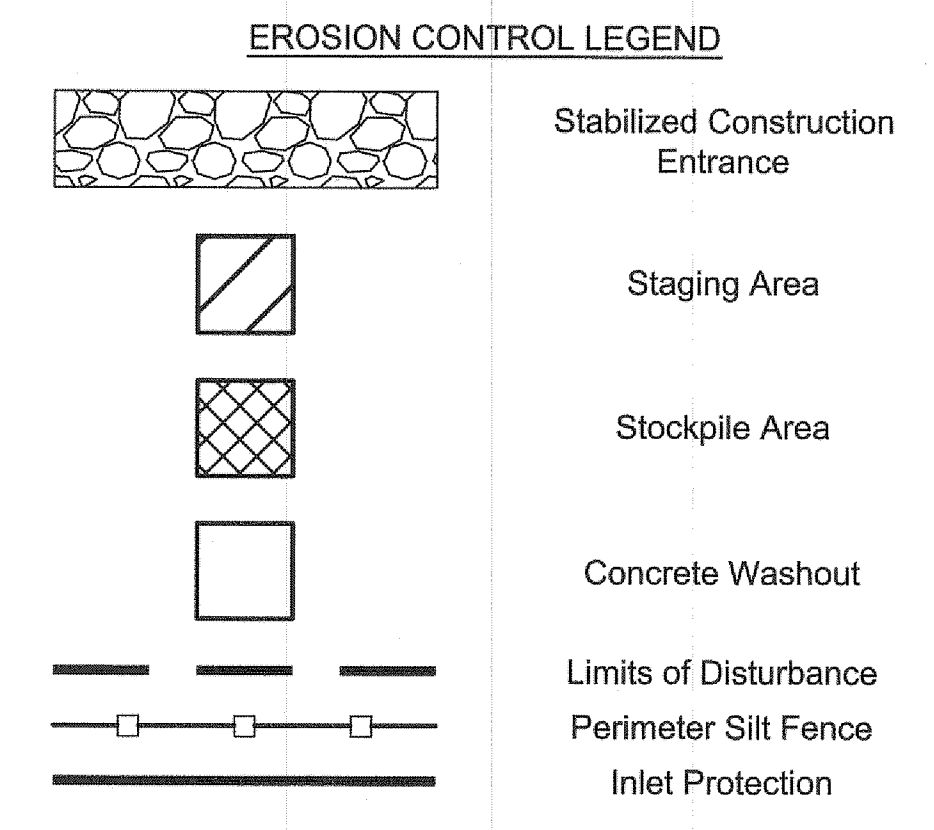 EROSION CONTROL LEGEND
Stabilized Construction
Entrance
Staging Area
Stockpile Area
Concrete Washout
Limits of Disturbance
Perimeter Silt Fence
Inlet Protection